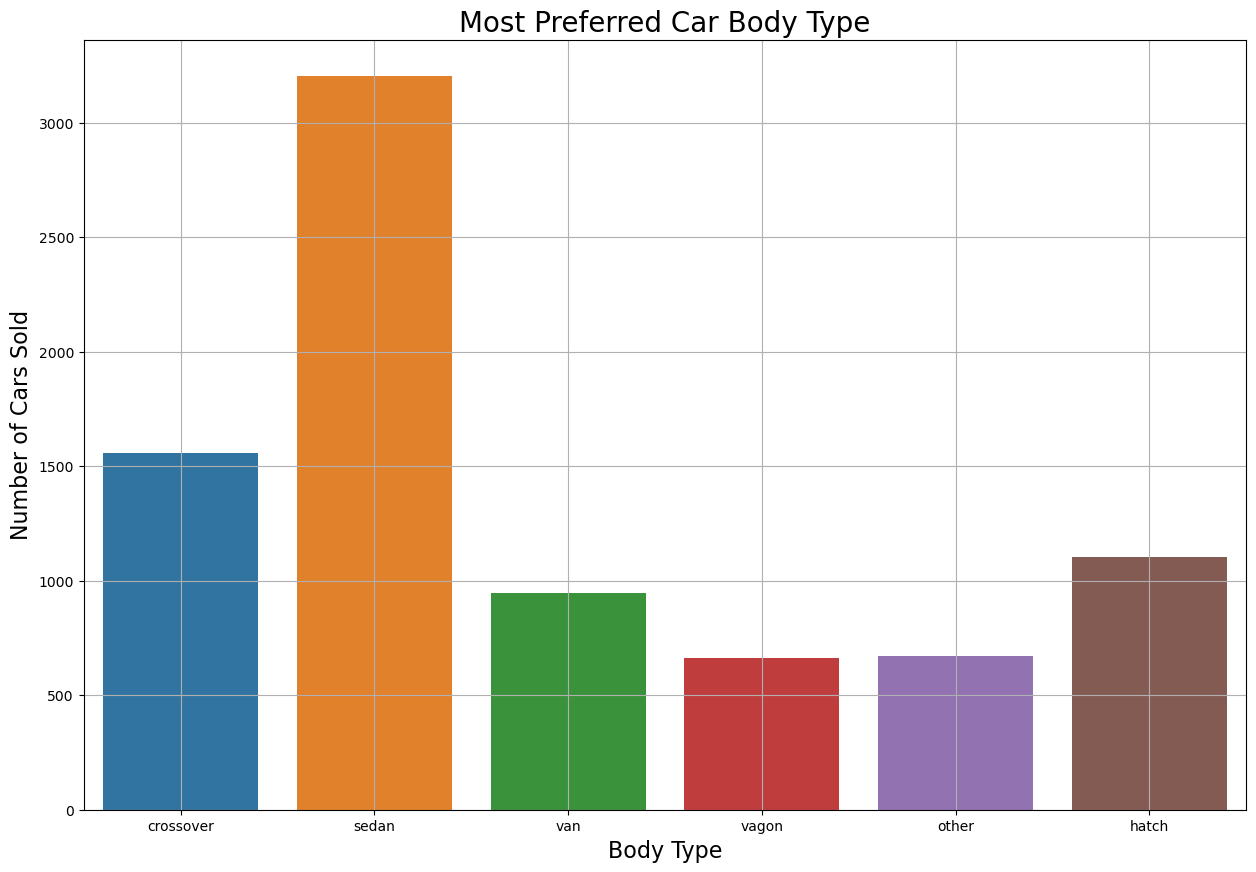 Most Preferred Car Body Type
Number of Cars Sold
3000
2500
2000
1500
1000
500
0
crossover sedan van vagon other hatch
Body Type